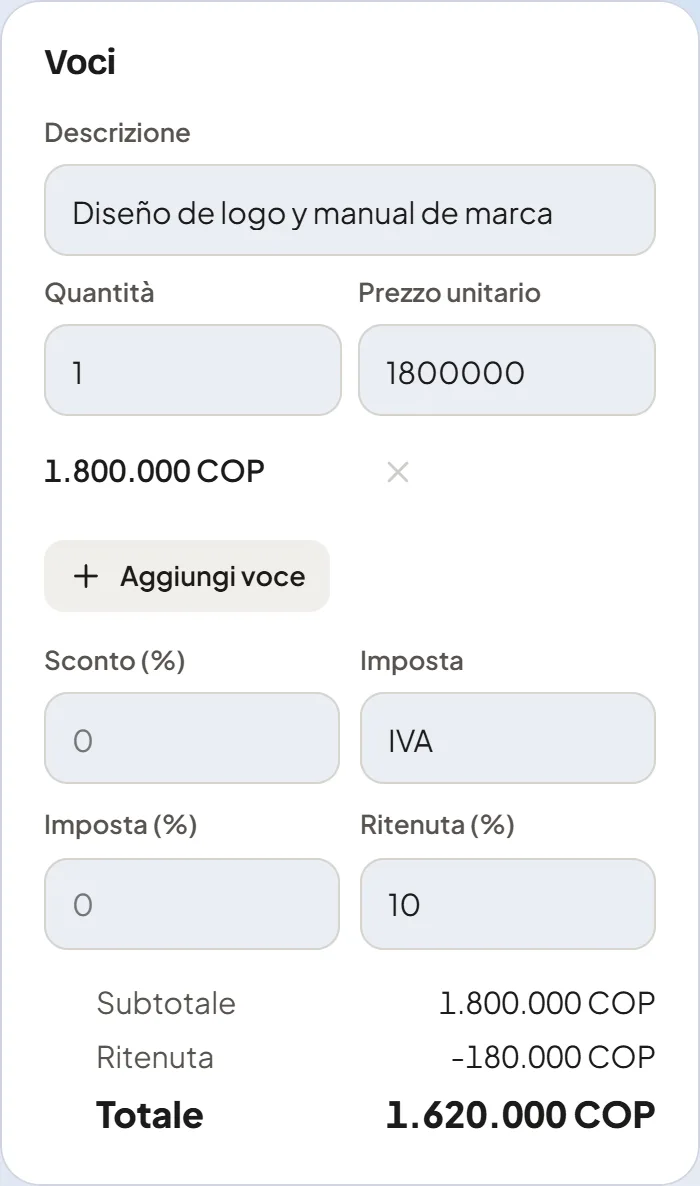 Voci
Descrizione
Diseño de logo y manual de marca
Quantità Prezzo unitario
1 1800000
1.800.000 COP ×
+ Aggiungi voce
Sconto (%) Imposta
0 IVA
Imposta (%) Ritenuta (%)
0 10
Subtotale 1.800.000 COP
Ritenuta -180.000 COP
Totale 1.620.000 COP